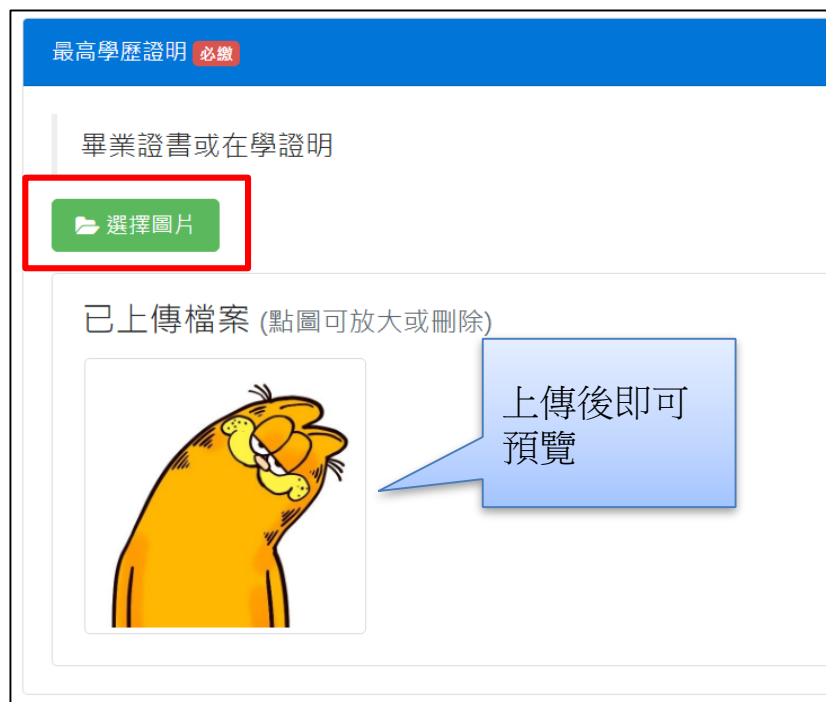 最高學歷證明 必繳
畢業證書或在學證明
選擇圖片
已上傳檔案 (點圖可放大或刪除)
上傳後即可
預覽